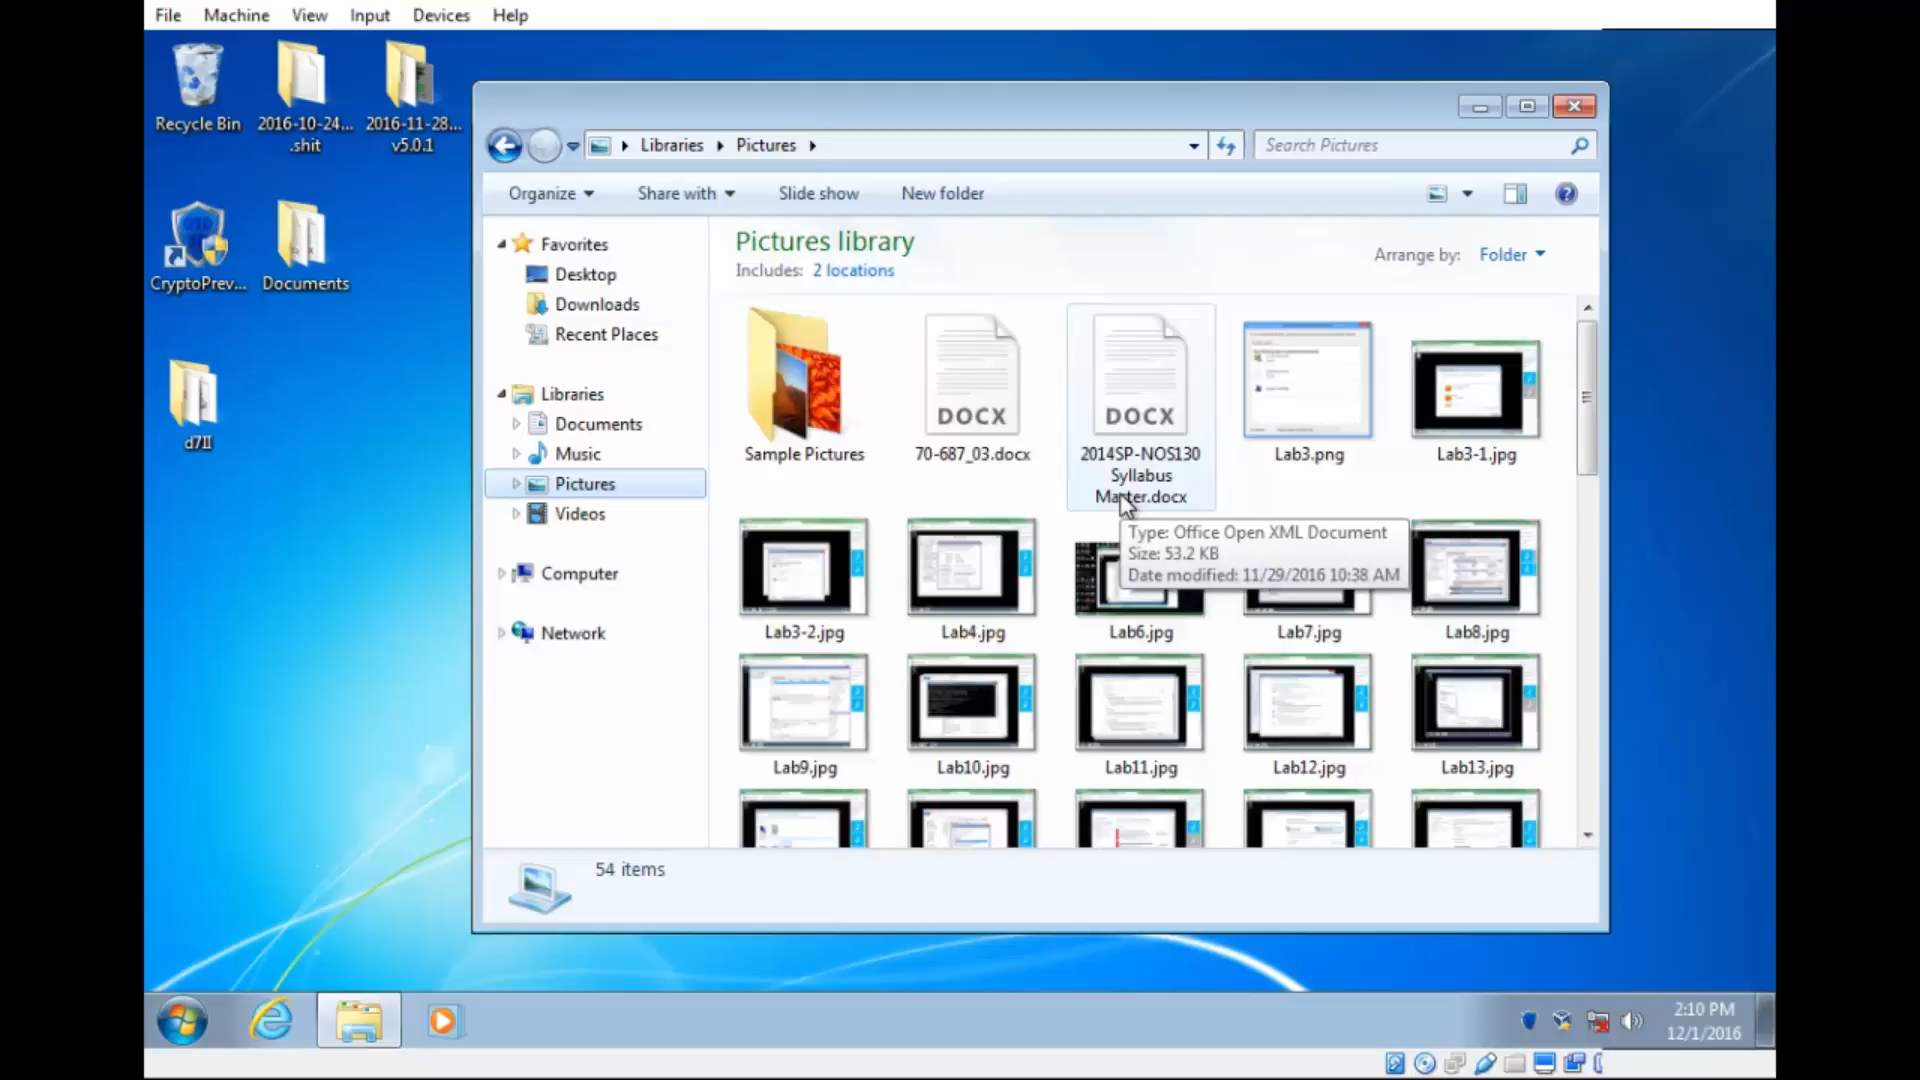 File Machine View Input Devices Help
Recycle Bin
2016-10-24...
.shit
2016-11-28...
v5.0.1
CryptoPrev...
Documents
d7II
Libraries Pictures
Search Pictures
Organize Share with Slide show New folder
Favorites
Desktop
Downloads
Recent Places
Libraries
Documents
Music
Pictures
Videos
Computer
Network
Pictures library
Includes: 2 locations
Arrange by: Folder
DOCX
DOCX
Sample Pictures
70-687_03.docx
2014SP-NOS130
Syllabus
Master.docx
Lab3.png
Lab3-1.jpg
Type: Office Open XML Document
Size: 53.2 KB
Date modified: 11/29/2016 10:38 AM
Lab3-2.jpg
Lab4.jpg
Lab6.jpg
Lab7.jpg
Lab8.jpg
Lab9.jpg
Lab10.jpg
Lab11.jpg
Lab12.jpg
Lab13.jpg
54 items
2:10 PM
12/1/2016